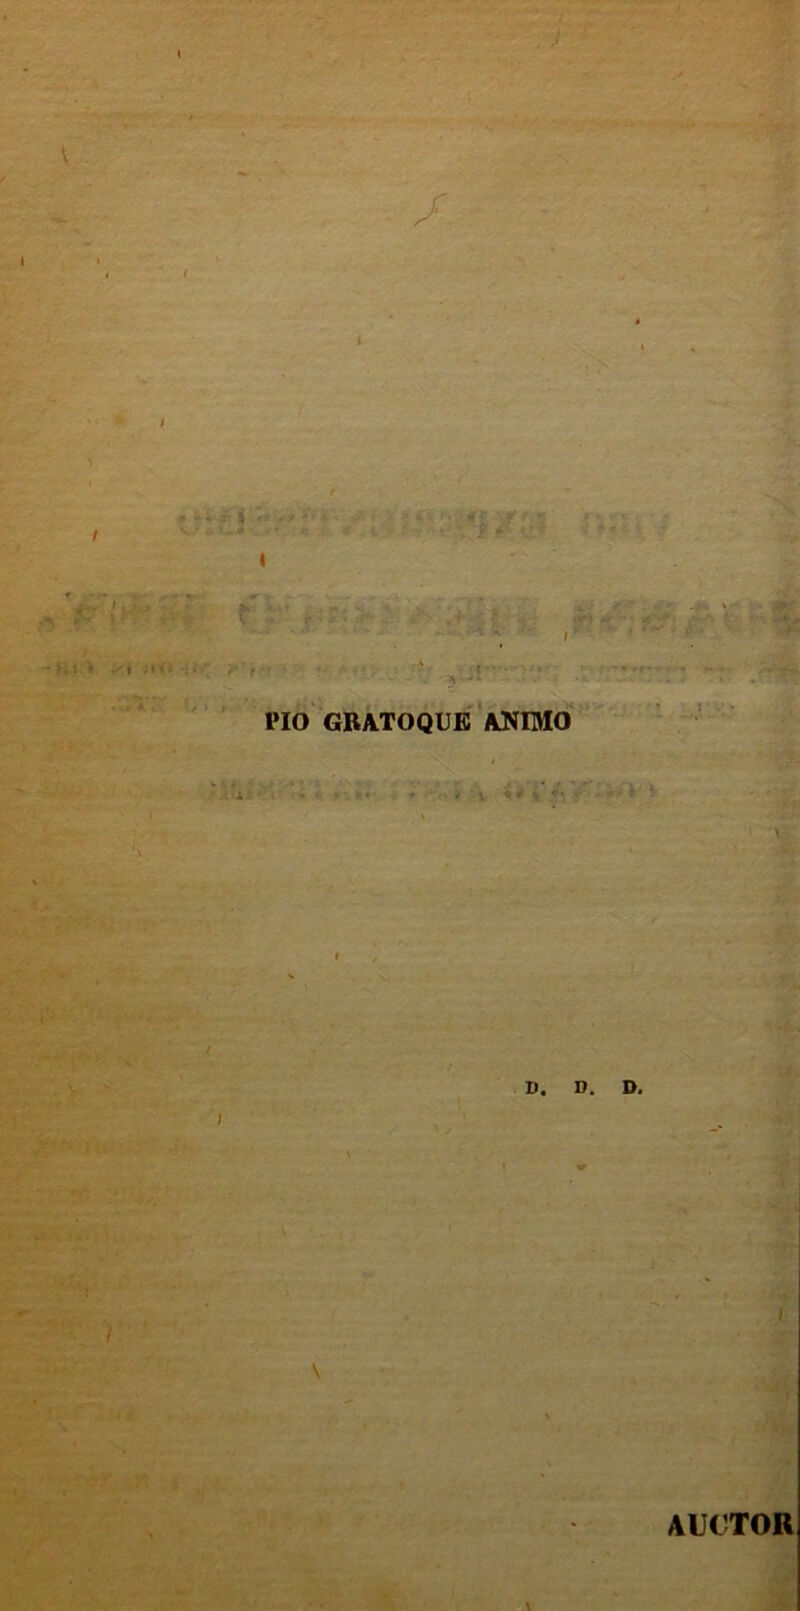 PIO GRATOQUE ANIMO
D. D. D.
AUCTOR